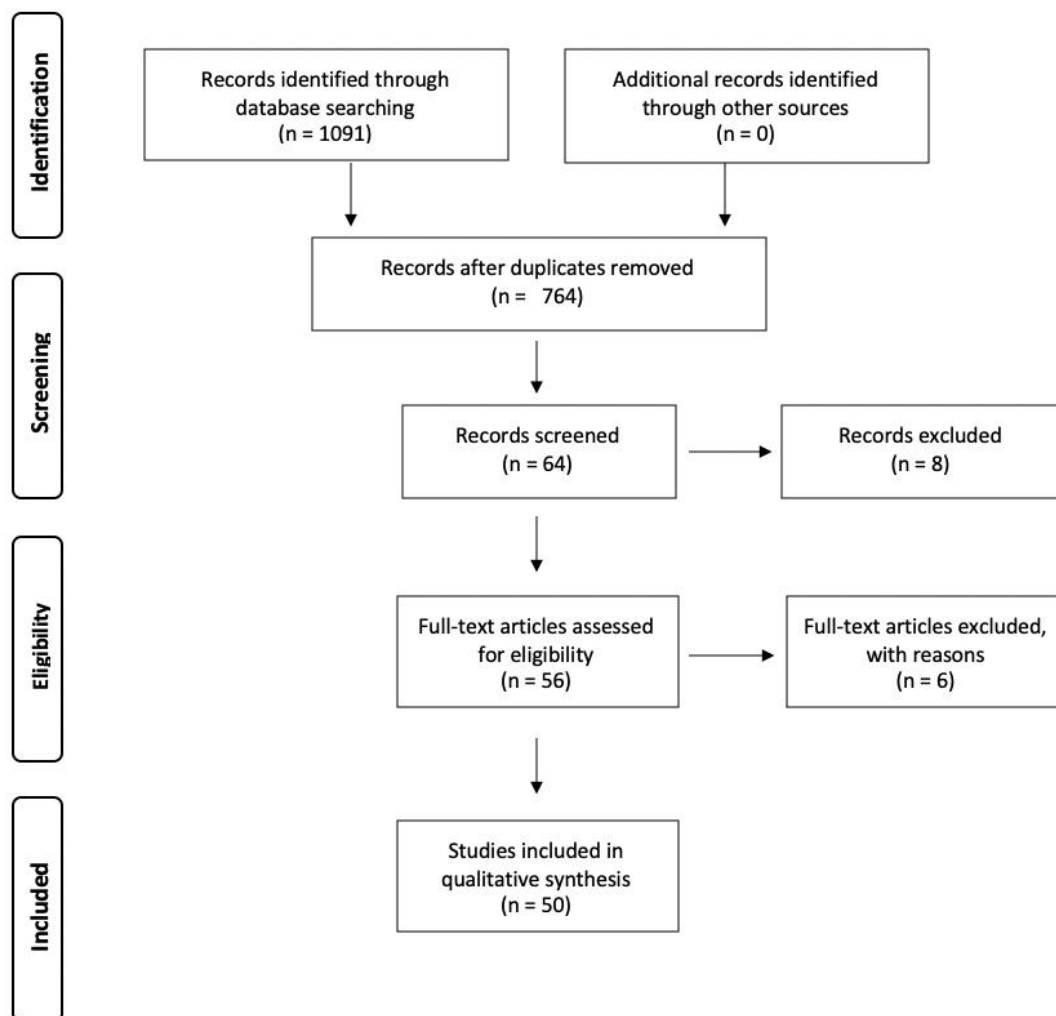 Identification
Records identified through
database searching
(n = 1091)
Additional records identified
through other sources
(n = 0)
Records after duplicates removed
(n = 764)
Screening
Records screened
(n = 64)
Records excluded
(n = 8)
Eligibility
Full-text articles assessed
for eligibility
(n = 56)
Full-text articles excluded,
with reasons
(n = 6)
Included
Studies included in
qualitative synthesis
(n = 50)